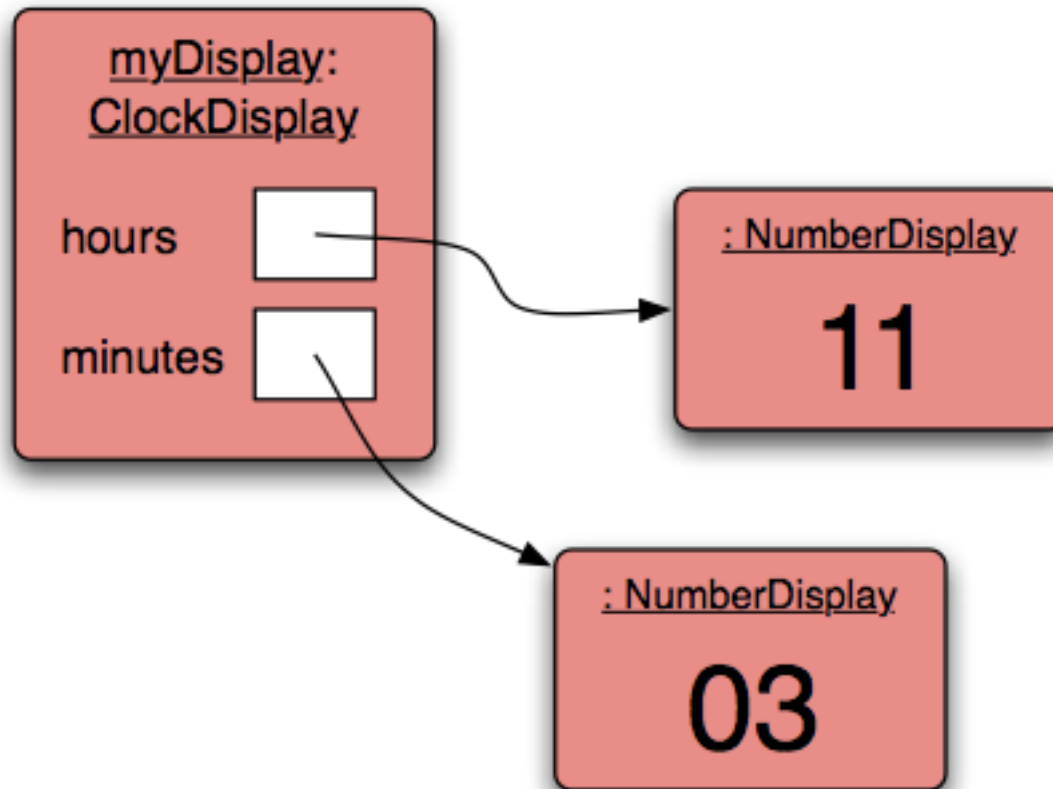 myDisplay:
ClockDisplay
hours
minutes
: NumberDisplay
11
: NumberDisplay
03